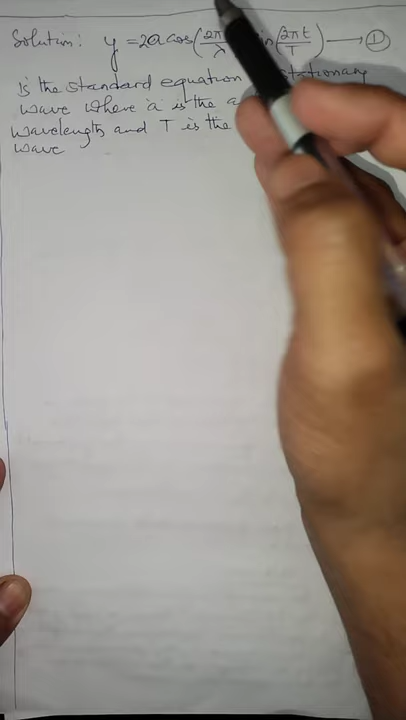 Solution: y = 2a cos(2π/λ in(2πt/T) → ①
is the standard equation stationary
wave where 'a' is the a
wavelength and T is the
wave